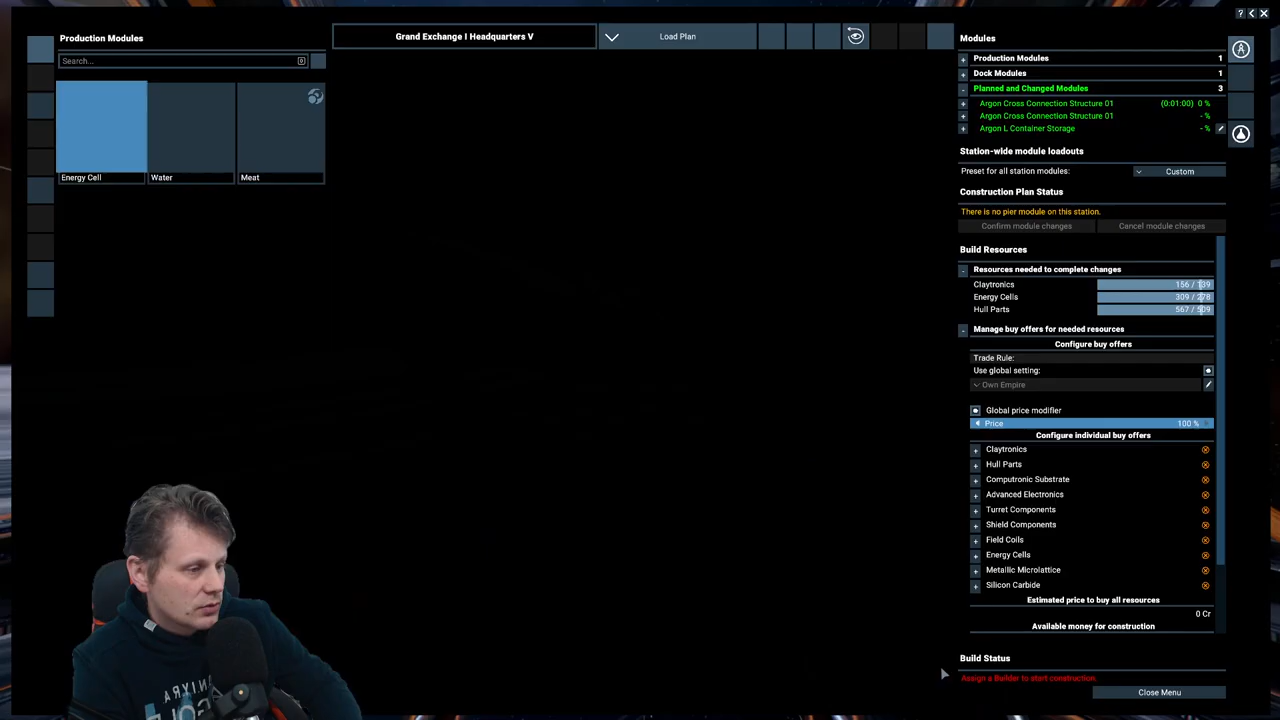 Production Modules
Search...
Energy Cell
Water
Meat
Grand Exchange I Headquarters V
Load Plan
Modules
Production Modules 1
Dock Modules 1
Planned and Changed Modules 3
Argon Cross Connection Structure 01 (0:01:00) 0 %
Argon Cross Connection Structure 01 - %
Argon L Container Storage - %
Station-wide module loadouts
Preset for all station modules: Custom
Construction Plan Status
There is no pier module on this station.
Confirm module changes Cancel module changes
Build Resources
Resources needed to complete changes
Claytronics 156 / 139
Energy Cells 309 / 278
Hull Parts 567 / 509
Manage buy offers for needed resources
Configure buy offers
Trade Rule:
Use global setting:
Own Empire
Global price modifier
Price 100 %
Configure individual buy offers
Claytronics
Hull Parts
Computronic Substrate
Advanced Electronics
Turret Components
Shield Components
Field Coils
Energy Cells
Metallic Microlattice
Silicon Carbide
Estimated price to buy all resources
0 Cr
Available money for construction
Build Status
Assign a Builder to start construction.
Close Menu